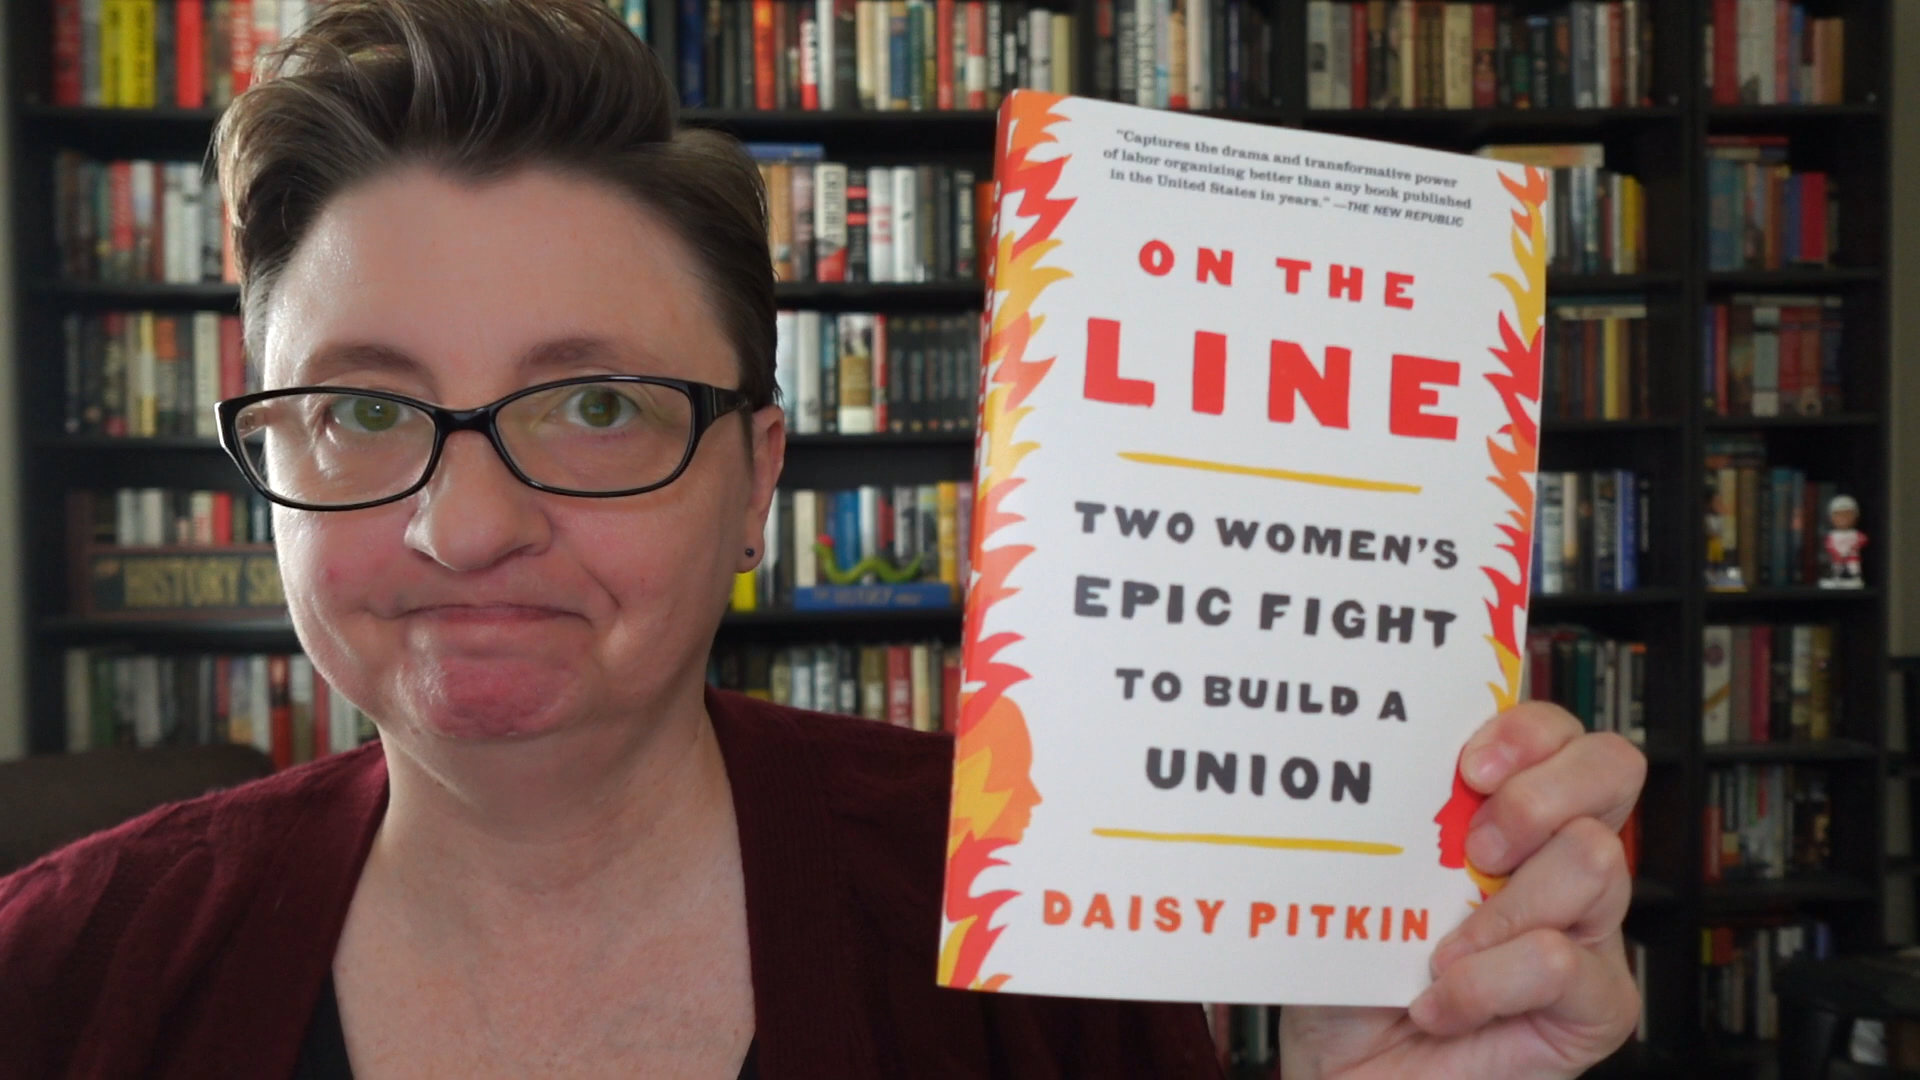 "Captures the drama and transformative power
of labor organizing better than any book published
in the United States in years." —THE NEW REPUBLIC
ON THE
LINE
TWO WOMEN'S
EPIC FIGHT
TO BUILD A
UNION
DAISY PITKIN
HISTORY